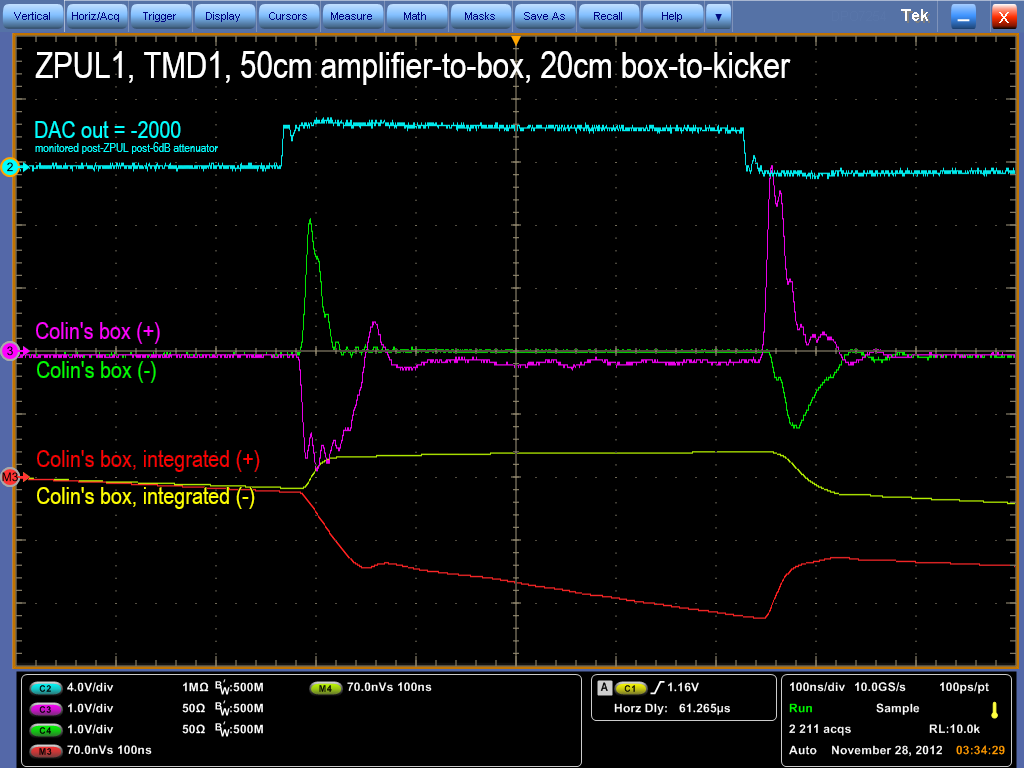 Vertical Horiz/Acq Trigger Display Cursors Measure Math Masks Save As Recall Help Tek X
ZPUL1, TMD1, 50cm amplifier-to-box, 20cm box-to-kicker
DAC out = -2000
monitored post-ZPUL post-6dB attenuator
2
Colin's box (+)
3
Colin's box (-)
Colin's box, integrated (+)
M3
Colin's box, integrated (-)
C2 4.0V/div 1MΩ BW:500M M4 70.0nVs 100ns
C3 1.0V/div 50Ω BW:500M
C4 1.0V/div 50Ω BW:500M
M3 70.0nVs 100ns
A C1 1.16V
Horz Dly: 61.265µs
100ns/div 10.0GS/s 100ps/pt
Run Sample
2 211 acqs RL:10.0k
Auto November 28, 2012 03:34:29